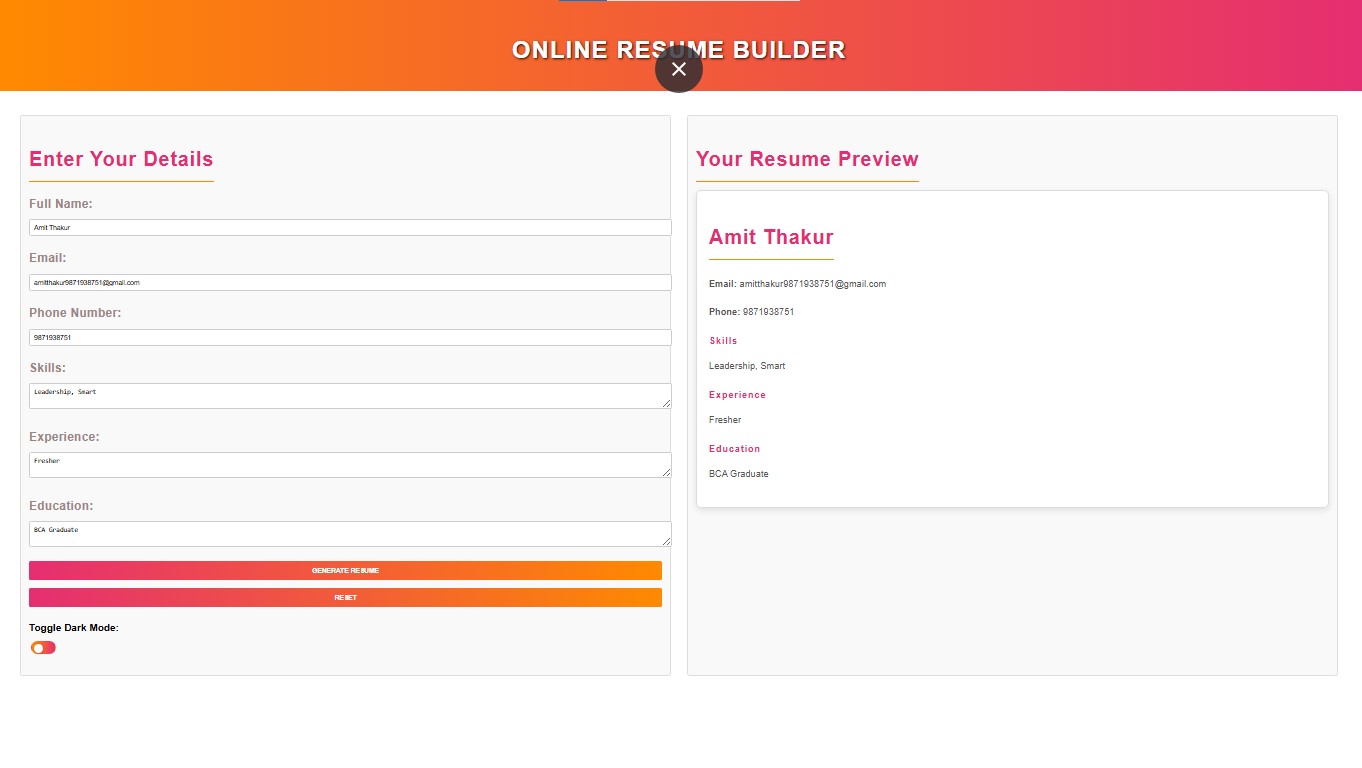 ONLINE RESUME BUILDER
Enter Your Details
Full Name:
Amit Thakur
Email:
amitthakur9871938751@gmail.com
Phone Number:
9871938751
Skills:
Leadership, Smart
Experience:
Fresher
Education:
BCA Graduate
GENERATE RESUME
RESET
Toggle Dark Mode:
Your Resume Preview
Amit Thakur
Email: amitthakur9871938751@gmail.com
Phone: 9871938751
Skills
Leadership, Smart
Experience
Fresher
Education
BCA Graduate